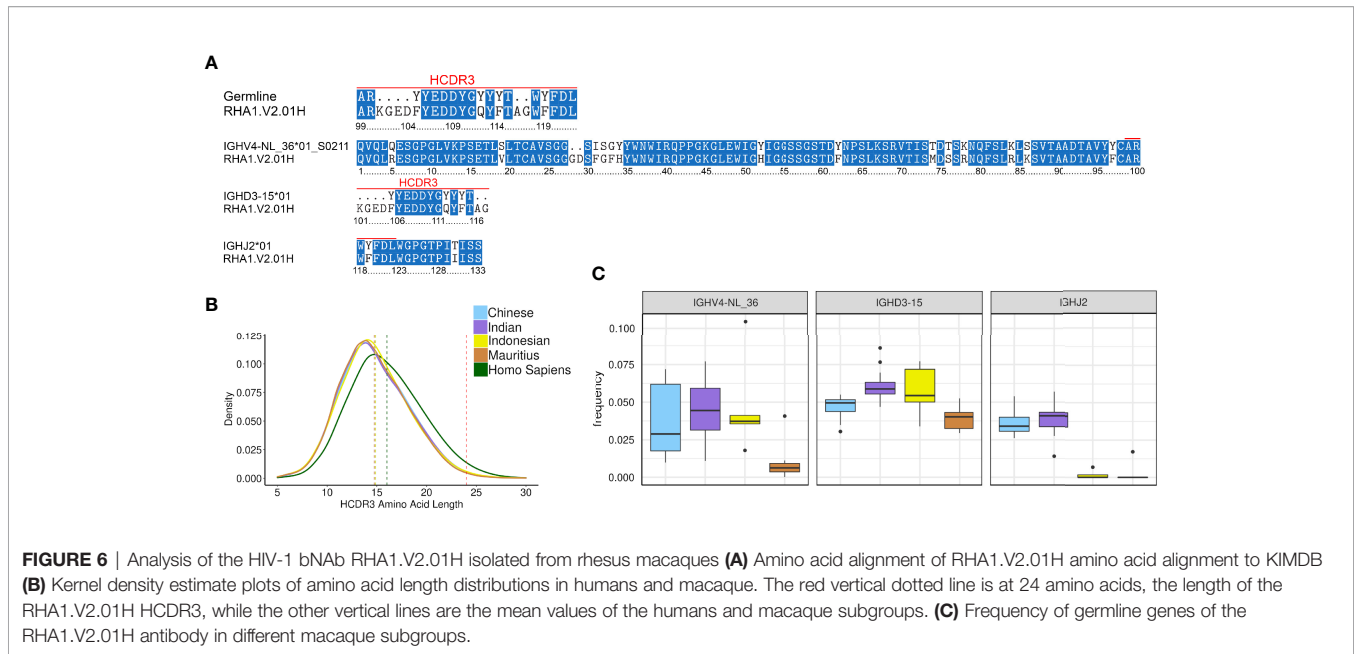 A
HCDR3
Germline AR....YYEDDYGYYYT..WYFDL
RHA1.V2.01H ARKGEDFYEDDYGQYFTAGWFFDL
99............104............109............114............119........
IGHV4-NL_36*01_S0211 QVQLQESGPGLVKPSETLSLTCAVSGG..SISGYYWNWIRQPPGKGLEWIGYIGGSSGSTDYNPSLKSRVTISTDTSKNQFSLKLSSVTAADTAVYYCAR
RHA1.V2.01H QVQLRESGPGLVKPSETLVLTCAVSGGDSFGFHYWNWIRQPPGKGLEWIGHIGGSSGSTDFNPSLKSRVTISMDSSRNQFSLRLKSVTAADTAVYFCAR
1..........5..........10..........15..........20..........25..........30..........35..........40..........45..........50..........55..........60..........65..........70..........75..........80..........85..........90..........95..........100
HCDR3
IGHD3-15*01 ....YYEDDYGYYYT..
RHA1.V2.01H KGEDFYEDDYGQYFTAG
101........106........111........116
IGHJ2*01 WYFDLWGPGTPITISS
RHA1.V2.01H WFFDLWGPGTPIIISS
118........123........128........133
B
Chinese
Indian
Indonesian
Mauritius
Homo Sapiens
0.125
0.100
0.075
0.050
0.025
0.000
Density
5 10 15 20 25 30
HCDR3 Amino Acid Length
C
IGHV4-NL_36 IGHD3-15 IGHJ2
0.100
0.075
0.050
0.025
0.000
frequency
FIGURE 6 | Analysis of the HIV-1 bNAb RHA1.V2.01H isolated from rhesus macaques (A) Amino acid alignment of RHA1.V2.01H amino acid alignment to KIMDB
(B) Kernel density estimate plots of amino acid length distributions in humans and macaque. The red vertical dotted line is at 24 amino acids, the length of the
RHA1.V2.01H HCDR3, while the other vertical lines are the mean values of the humans and macaque subgroups. (C) Frequency of germline genes of the
RHA1.V2.01H antibody in different macaque subgroups.